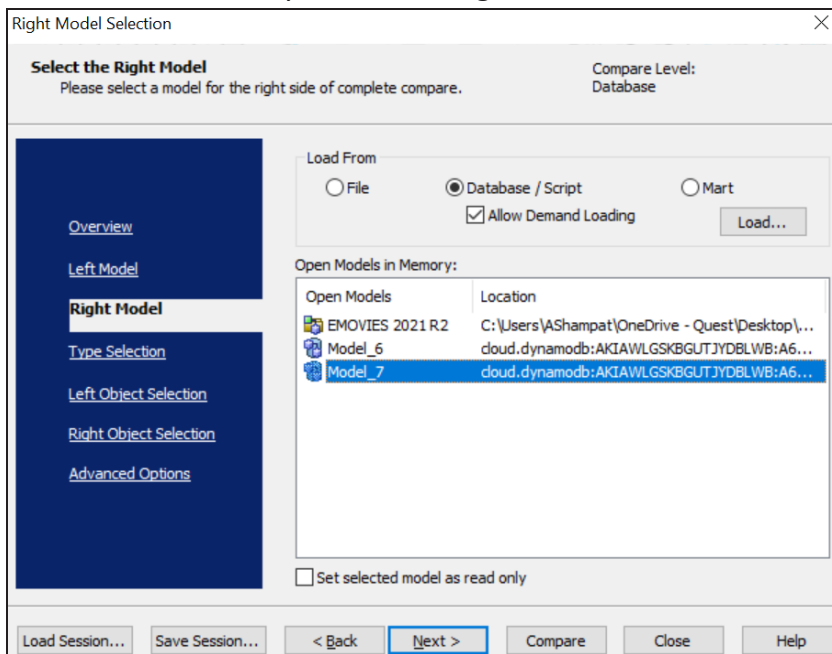 Right Model Selection
Select the Right Model
Please select a model for the right side of complete compare.
Compare Level:
Database
Overview
Left Model
Right Model
Type Selection
Left Object Selection
Right Object Selection
Advanced Options
Load From
File Database / Script Mart
Allow Demand Loading
Load...
Open Models in Memory:
Open Models Location
EMOVIES 2021 R2 C:\Users\AShampat\OneDrive - Quest\Desktop\...
Model_6 cloud.dynamodb:AKIAWLGSKBGUTJYDBLWB:A6...
Model_7 cloud.dynamodb:AKIAWLGSKBGUTJYDBLWB:A6...
Set selected model as read only
Load Session... Save Session... < Back Next > Compare Close Help